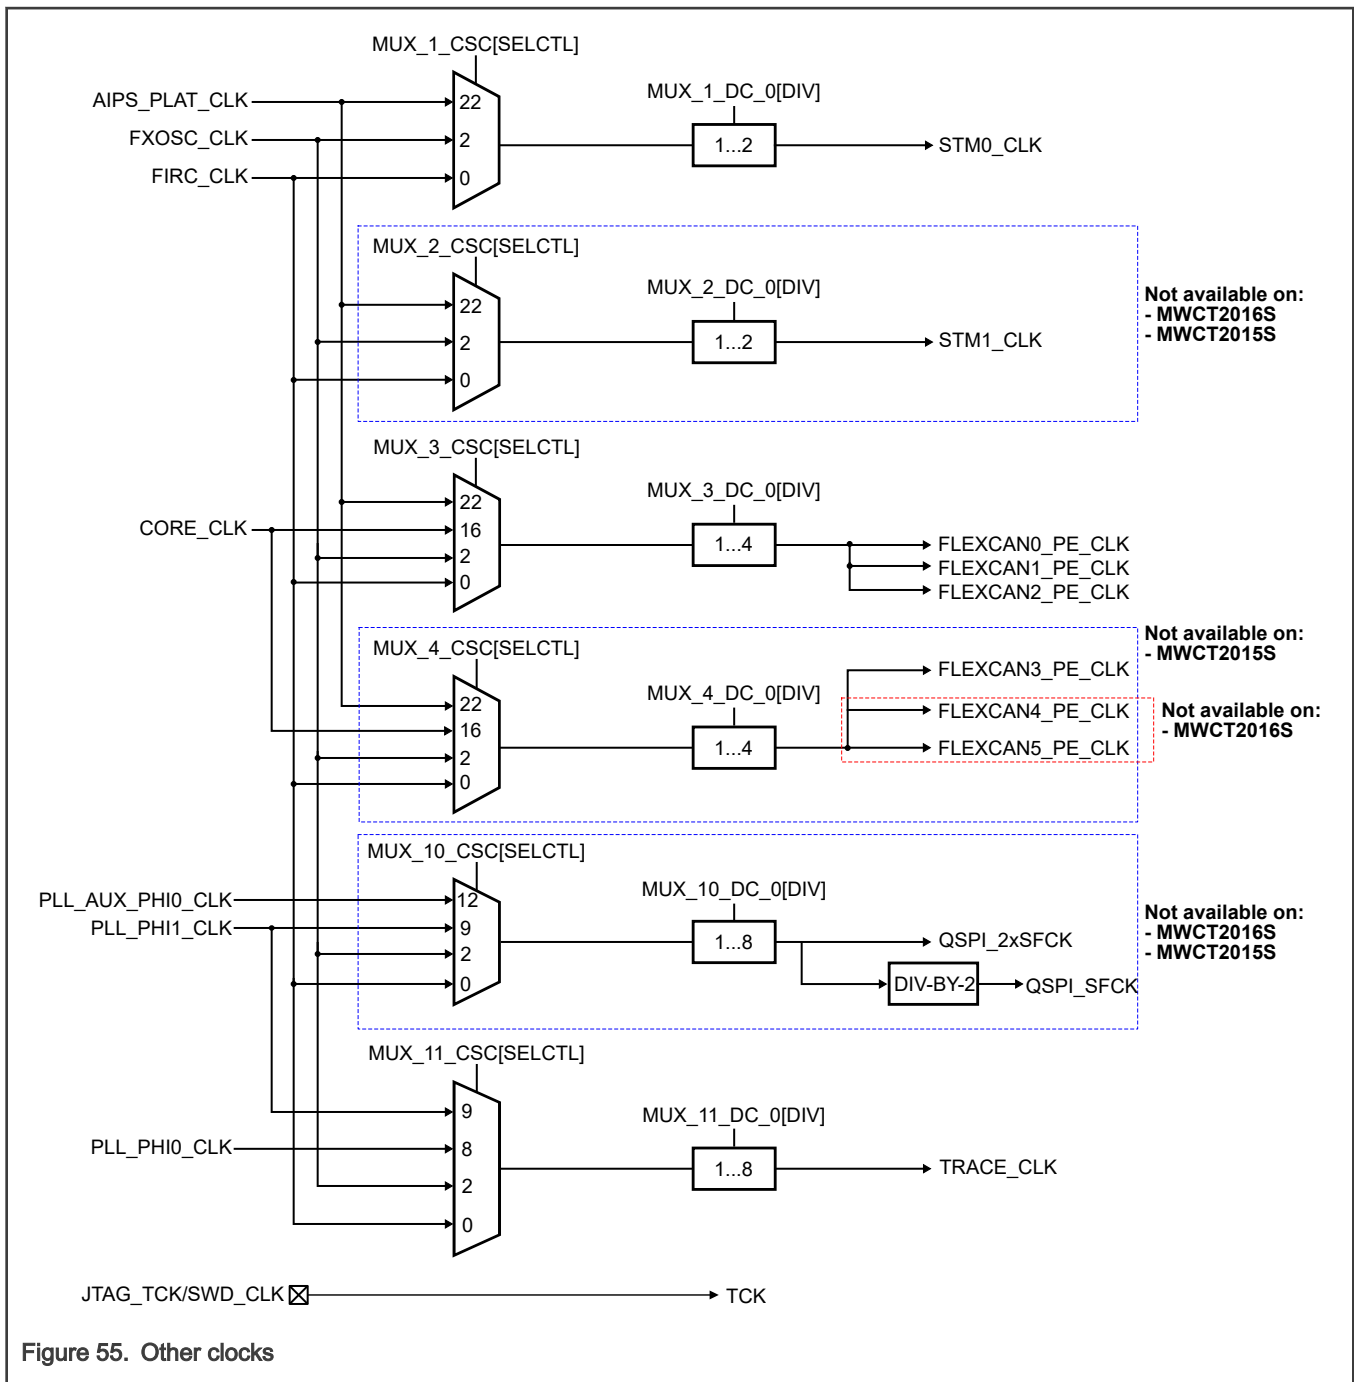 MUX_1_CSC[SELCTL]
AIPS_PLAT_CLK
22
MUX_1_DC_0[DIV]
FXOSC_CLK
2
1...2
STM0_CLK
FIRC_CLK
0
MUX_2_CSC[SELCTL]
22
MUX_2_DC_0[DIV]
2
1...2
STM1_CLK
0
Not available on:
- MWCT2016S
- MWCT2015S
MUX_3_CSC[SELCTL]
22
MUX_3_DC_0[DIV]
CORE_CLK
16
2
0
1...4
FLEXCAN0_PE_CLK
FLEXCAN1_PE_CLK
FLEXCAN2_PE_CLK
MUX_4_CSC[SELCTL]
22
16
2
0
MUX_4_DC_0[DIV]
1...4
FLEXCAN3_PE_CLK
FLEXCAN4_PE_CLK
FLEXCAN5_PE_CLK
Not available on:
- MWCT2015S
Not available on:
- MWCT2016S
MUX_10_CSC[SELCTL]
PLL_AUX_PHI0_CLK
12
PLL_PHI1_CLK
9
2
0
MUX_10_DC_0[DIV]
1...8
QSPI_2xSFCK
DIV-BY-2
QSPI_SFCK
Not available on:
- MWCT2016S
- MWCT2015S
MUX_11_CSC[SELCTL]
9
PLL_PHI0_CLK
8
2
0
MUX_11_DC_0[DIV]
1...8
TRACE_CLK
JTAG_TCK/SWD_CLK
TCK
Figure 55. Other clocks